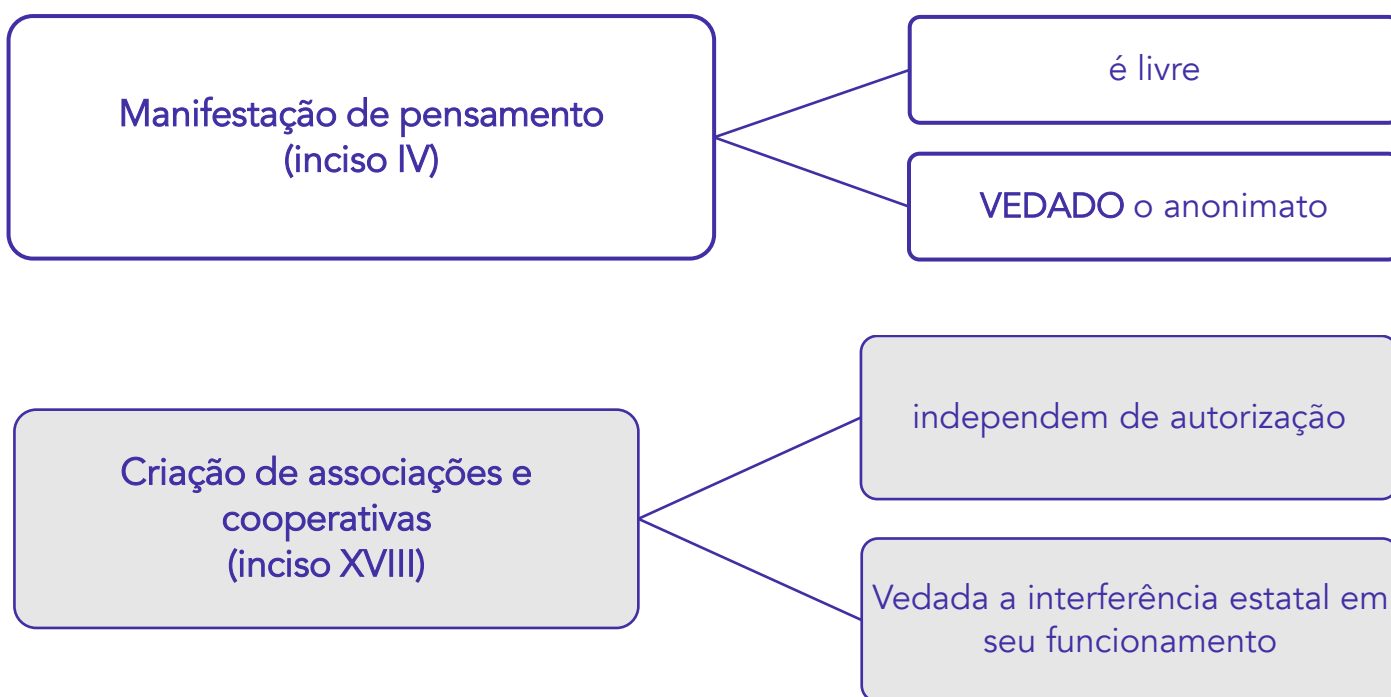 Manifestação de pensamento
(inciso IV)
é livre
VEDADO o anonimato
Criação de associações e
cooperativas
(inciso XVIII)
independem de autorização
Vedada a interferência estatal em
seu funcionamento